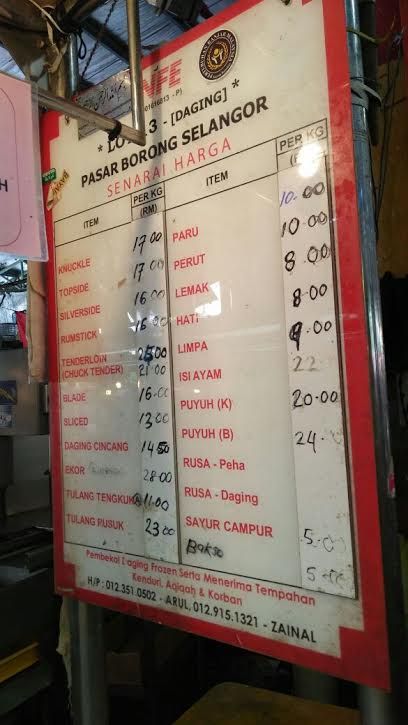 VFE
* LOT 13 - [DAGING] *
PASAR BORONG SELANGOR
SENARAI HARGA
ITEM PER KG (RM)
KNUCKLE 17.00
TOPSIDE 17.00
SILVERSIDE 16.00
RUMSTICK 16.00
TENDERLOIN 25.00
(CHUCK TENDER) 21.00
BLADE 16.00
SLICED 13.00
DAGING CINCANG 14.50
EKOR 28.00
TULANG TENGKUK 11.00
TULANG RUSUK 23.00
ITEM PER KG
PARU 10.00
PERUT 10.00
LEMAK 8.00
HATI 8.00
LIMPA 9.00
ISI AYAM 22
PUYUH (K) 20.00
PUYUH (B) 24
RUSA - Peha
RUSA - Daging
SAYUR CAMPUR 5.00
Bakso 5.00
Pembekal Daging Frozen Serta Menerima Tempahan
Kenduri, Aqiqah & Korban
H/P : 012.351.0502 - ARUL, 012.915.1321 - ZAINAL
H